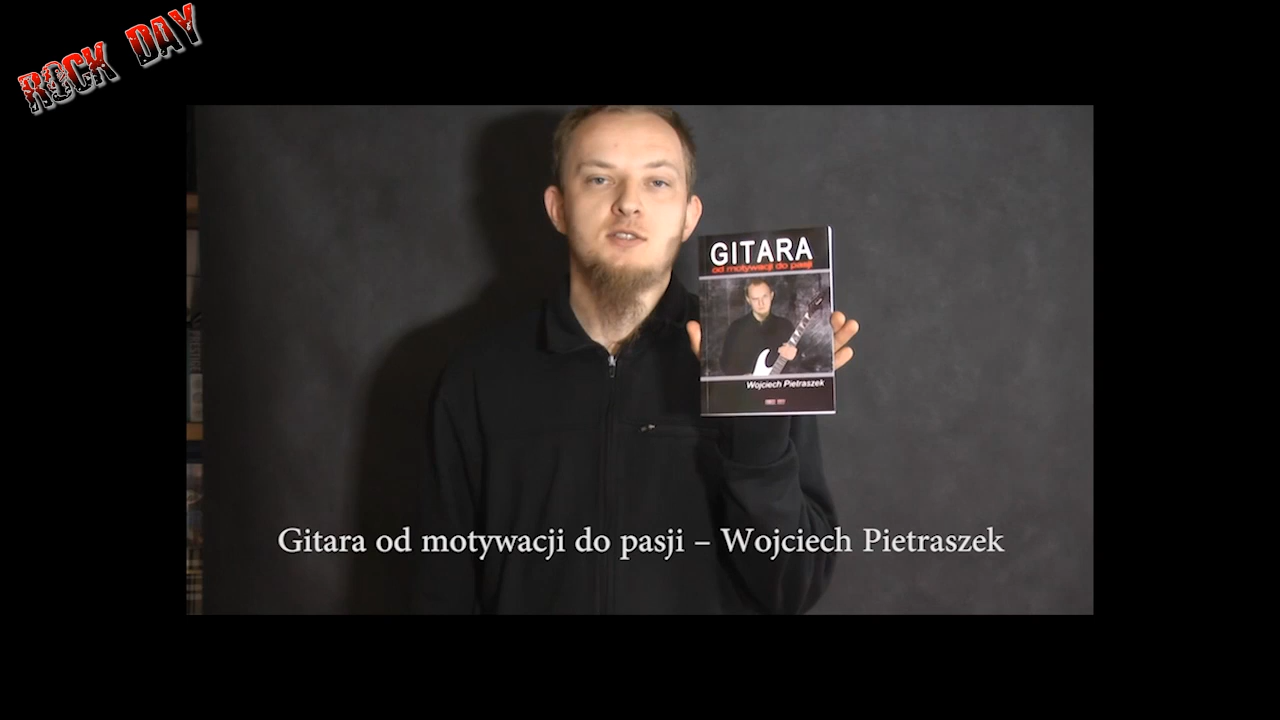 ROCK DAY
GITARA
od motywacji do pasji
Wojciech Pietraszek
Gitara od motywacji do pasji – Wojciech Pietraszek